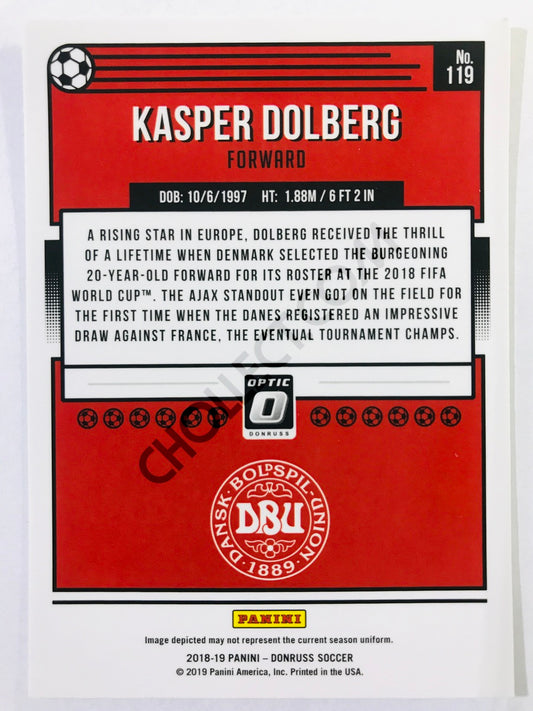 No.
119
KASPER DOLBERG
FORWARD
DOB: 10/6/1997 HT: 1.88M / 6 FT 2 IN
A RISING STAR IN EUROPE, DOLBERG RECEIVED THE THRILL
OF A LIFETIME WHEN DENMARK SELECTED THE BURGEONING
20-YEAR-OLD FORWARD FOR ITS ROSTER AT THE 2018 FIFA
WORLD CUP™. THE AJAX STANDOUT EVEN GOT ON THE FIELD FOR
THE FIRST TIME WHEN THE DANES REGISTERED AN IMPRESSIVE
DRAW AGAINST FRANCE, THE EVENTUAL TOURNAMENT CHAMPS.
OPTIC
O
DONRUSS
CHOLLECT.COM
DANSK·BOLDSPIL-UNION
DBU
·1889·
PANINI
Image depicted may not represent the current season uniform.
2018-19 PANINI – DONRUSS SOCCER
© 2019 Panini America, Inc. Printed in the USA.